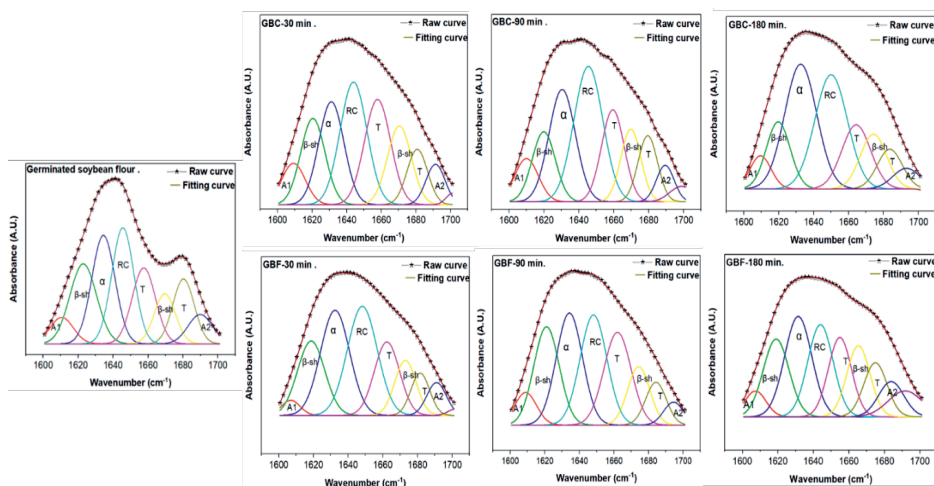 Germinated soybean flour .
Raw curve
Fitting curve
Absorbance (A.U.)
A1
β-sh
α
RC
T
β-sh
T
A2
1600 1620 1640 1660 1680 1700
Wavenumber (cm⁻¹)
GBC-30 min .
Raw curve
Fitting curve
Absorbance (A.U.)
A1
β-sh
α
RC
T
β-sh
T
A2
1600 1620 1640 1660 1680 1700
Wavenumber (cm⁻¹)
GBC-90 min .
Raw curve
Fitting curve
Absorbance (A.U.)
A1
β-sh
α
RC
T
β-sh
T
A2
1600 1620 1640 1660 1680 1700
Wavenumber (cm⁻¹)
GBC-180 min .
Raw curve
Fitting curve
Absorbance (A.U.)
A1
β-sh
α
RC
T
β-sh
T
A2
1600 1620 1640 1660 1680 1700
Wavenumber (cm⁻¹)
GBF-30 min .
Raw curve
Fitting curve
Absorbance (A.U.)
A1
β-sh
α
RC
T
β-sh
T
A2
1600 1620 1640 1660 1680 1700
Wavenumber (cm⁻¹)
GBF-90 min .
Raw curve
Fitting curve
Absorbance (A.U.)
A1
β-sh
α
RC
T
β-sh
T
A2
1600 1620 1640 1660 1680 1700
Wavenumber (cm⁻¹)
GBF-180 min.
Raw curve
Fitting curve
Absorbance (A.U.)
A1
β-sh
α
RC
T
β-sh
T
A2
1600 1620 1640 1660 1680 1700
Wavenumber (cm⁻¹)